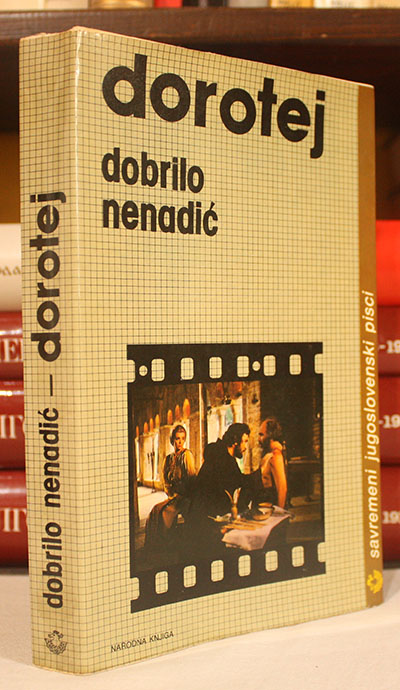 dorotej
dobrilo
nenadić
savremeni jugoslovenski pisci
NARODNA KNJIGA
dobrilo nenadić — dorotej